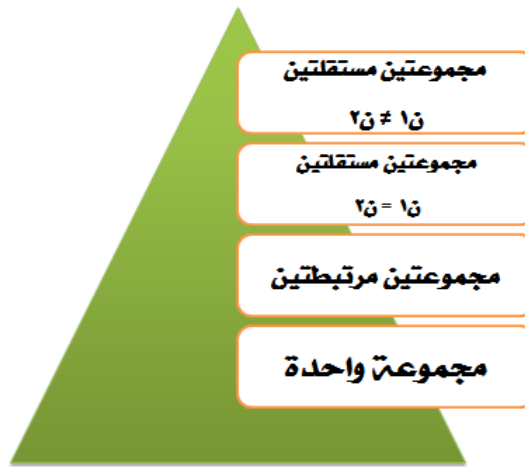 مجموعتين مستقلتين
ن١ ≠ ن٢
مجموعتين مستقلتين
ن١ = ن٢
مجموعتين مرتبطتين
مجموعة واحدة